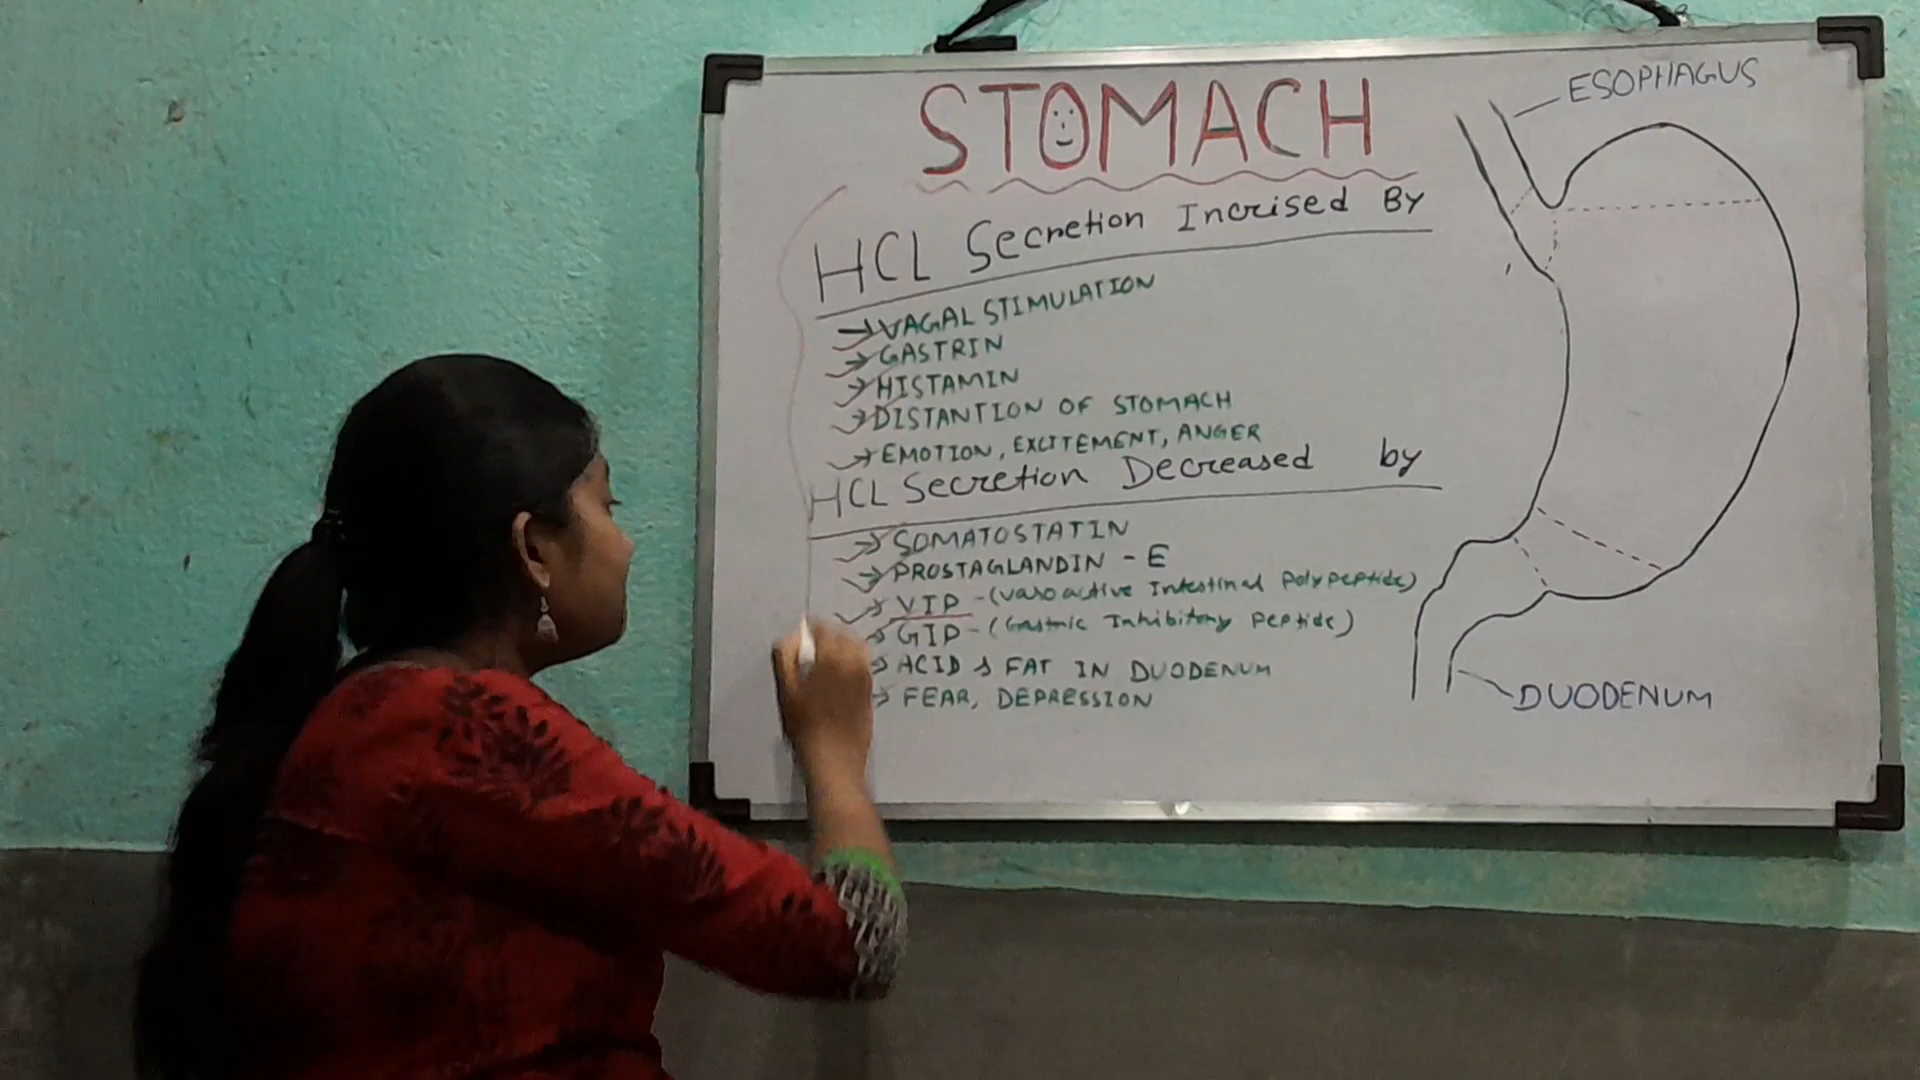 STOMACH
ESOPHAGUS
HCL Secretion Incrised By
VAGAL STIMULATION
GASTRIN
HISTAMIN
DISTANTION OF STOMACH
EMOTION, EXCITEMENT, ANGER
HCL Secretion Decreased by
SOMATOSTATIN
PROSTAGLANDIN - E
VIP - (Vasoactive Intestinal Polypeptide)
GIP - (Gastric Inhibitory Peptide)
ACID & FAT IN DUODENUM
FEAR, DEPRESSION
DUODENUM